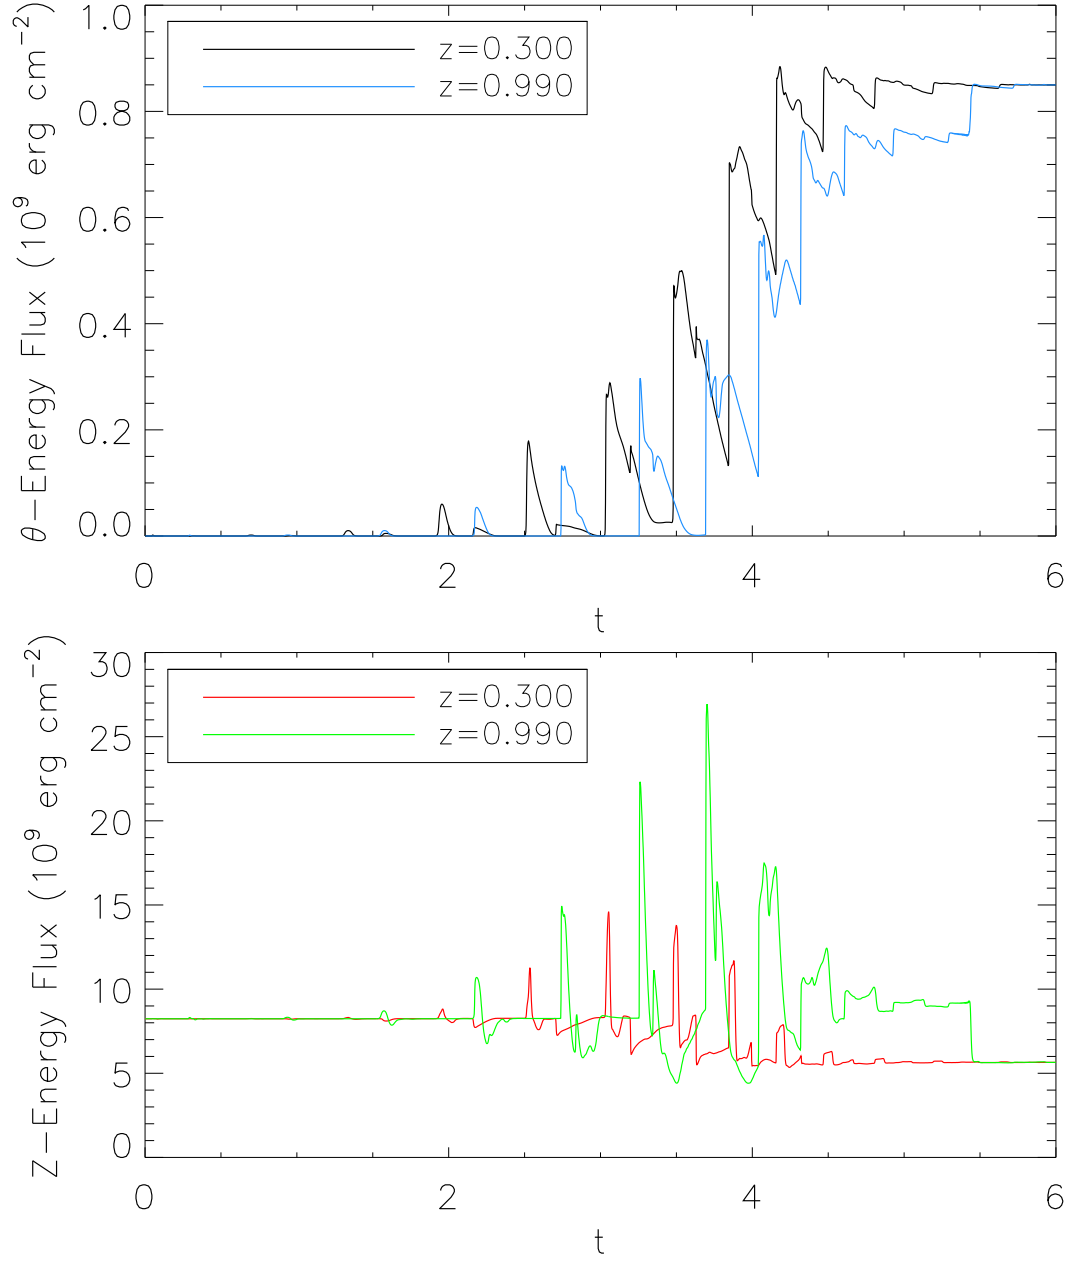 θ−Energy Flux (10⁹ erg cm⁻²)
1.0
0.8
0.6
0.4
0.2
0.0
z=0.300
z=0.990
0 2 4 6
t
Z−Energy Flux (10⁹ erg cm⁻²)
30
25
20
15
10
5
0
z=0.300
z=0.990
0 2 4 6
t